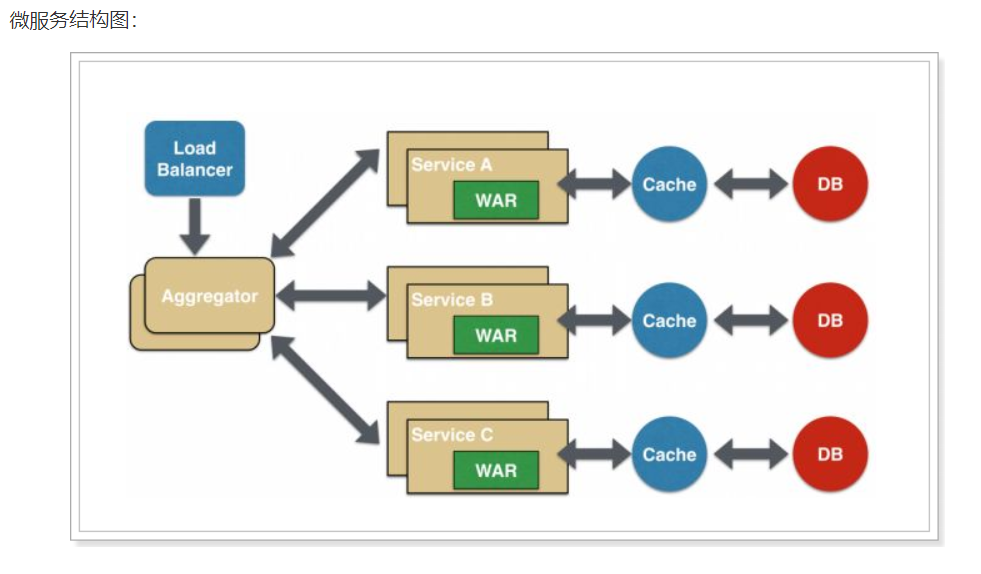 微服务结构图：
Load
Balancer
Aggregator
Service A
WAR
Cache
DB
Service B
WAR
Cache
DB
Service C
WAR
Cache
DB